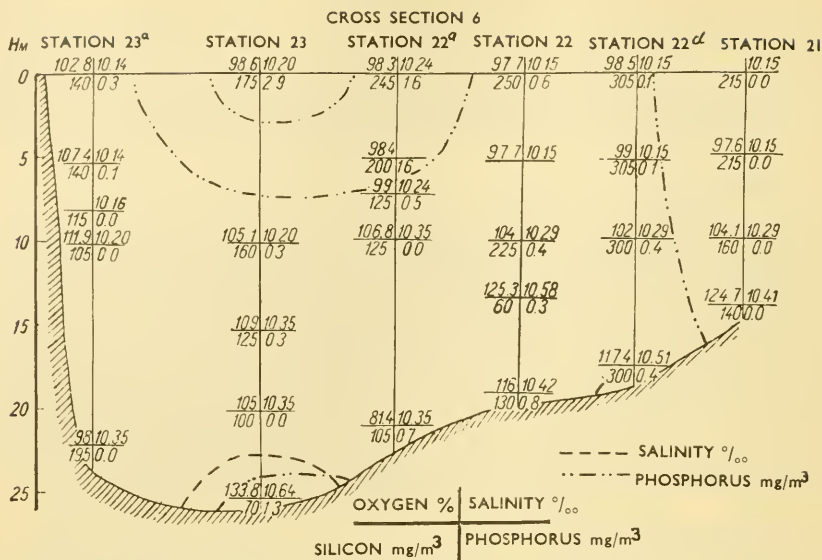 CROSS SECTION 6
Hм STATION 23ᵃ STATION 23 STATION 22ᵃ STATION 22 STATION 22ᵈ STATION 21
0 102.8 10.14 98.6 10.20 98.3 10.24 97.7 10.15 98.5 10.15 10.15
140 0.3 175 2.9 245 1.6 250 0.6 305 0.1 215 0.0
98.4
5 107.4 10.14 200 1.6 97.7 10.15 99 10.15 97.6 10.15
140 0.1 305 0.1 215 0.0
99 10.24
125 0.5
10.16
115 0.0
10 111.9 10.20 105.1 10.20 106.8 10.35 104 10.29 102 10.29 104.1 10.29
105 0.0 160 0.3 125 0.0 225 0.4 300 0.4 160 0.0
125.3 10.58 124.7 10.41
60 0.3 140 0.0
15 109 10.35
125 0.3
117.4 10.51
300 0.4
116 10.42
130 0.8
20 105 10.35 81.4 10.35
100 0.0 105 0.7
98 10.35
195 0.0
SALINITY °/₀₀
PHOSPHORUS mg/m³
25 133.8 10.64
70 1.3
OXYGEN % SALINITY °/₀₀
SILICON mg/m³ PHOSPHORUS mg/m³